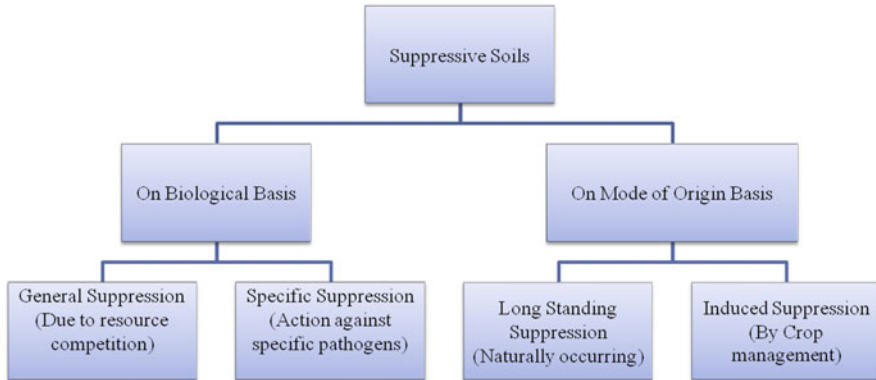 Suppressive Soils
On Biological Basis
On Mode of Origin Basis
General Suppression
(Due to resource
competition)
Specific Suppression
(Action against
specific pathogens)
Long Standing
Suppression
(Naturally occurring)
Induced Suppression
(By Crop
management)